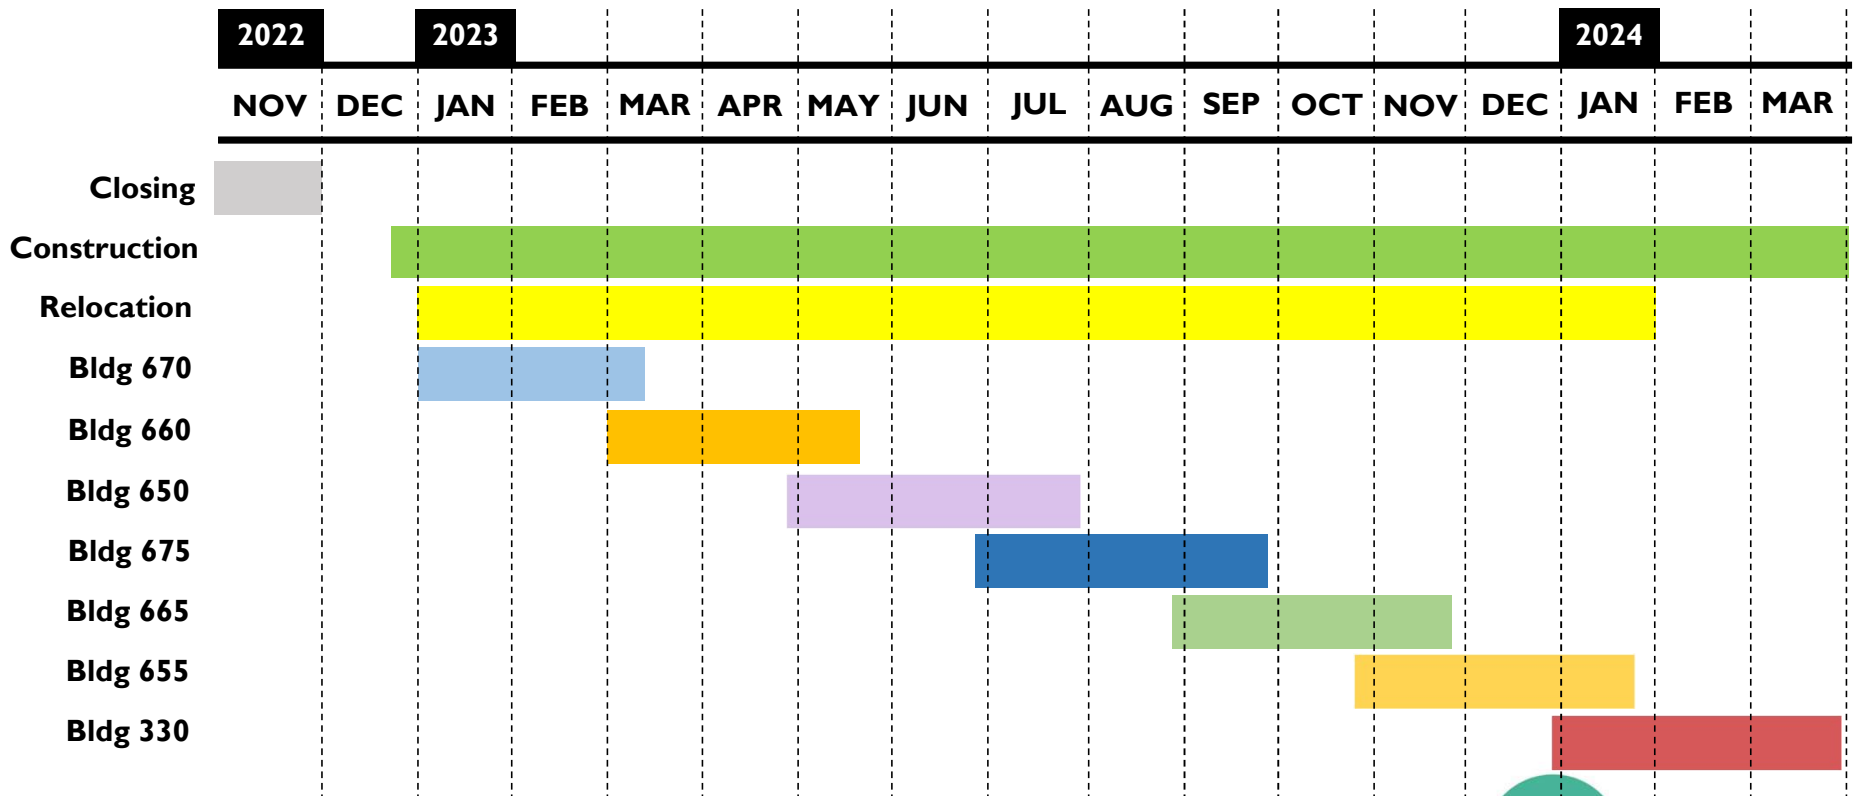 2022 2023 2024
NOV DEC JAN FEB MAR APR MAY JUN JUL AUG SEP OCT NOV DEC JAN FEB MAR
Closing
Construction
Relocation
Bldg 670
Bldg 660
Bldg 650
Bldg 675
Bldg 665
Bldg 655
Bldg 330